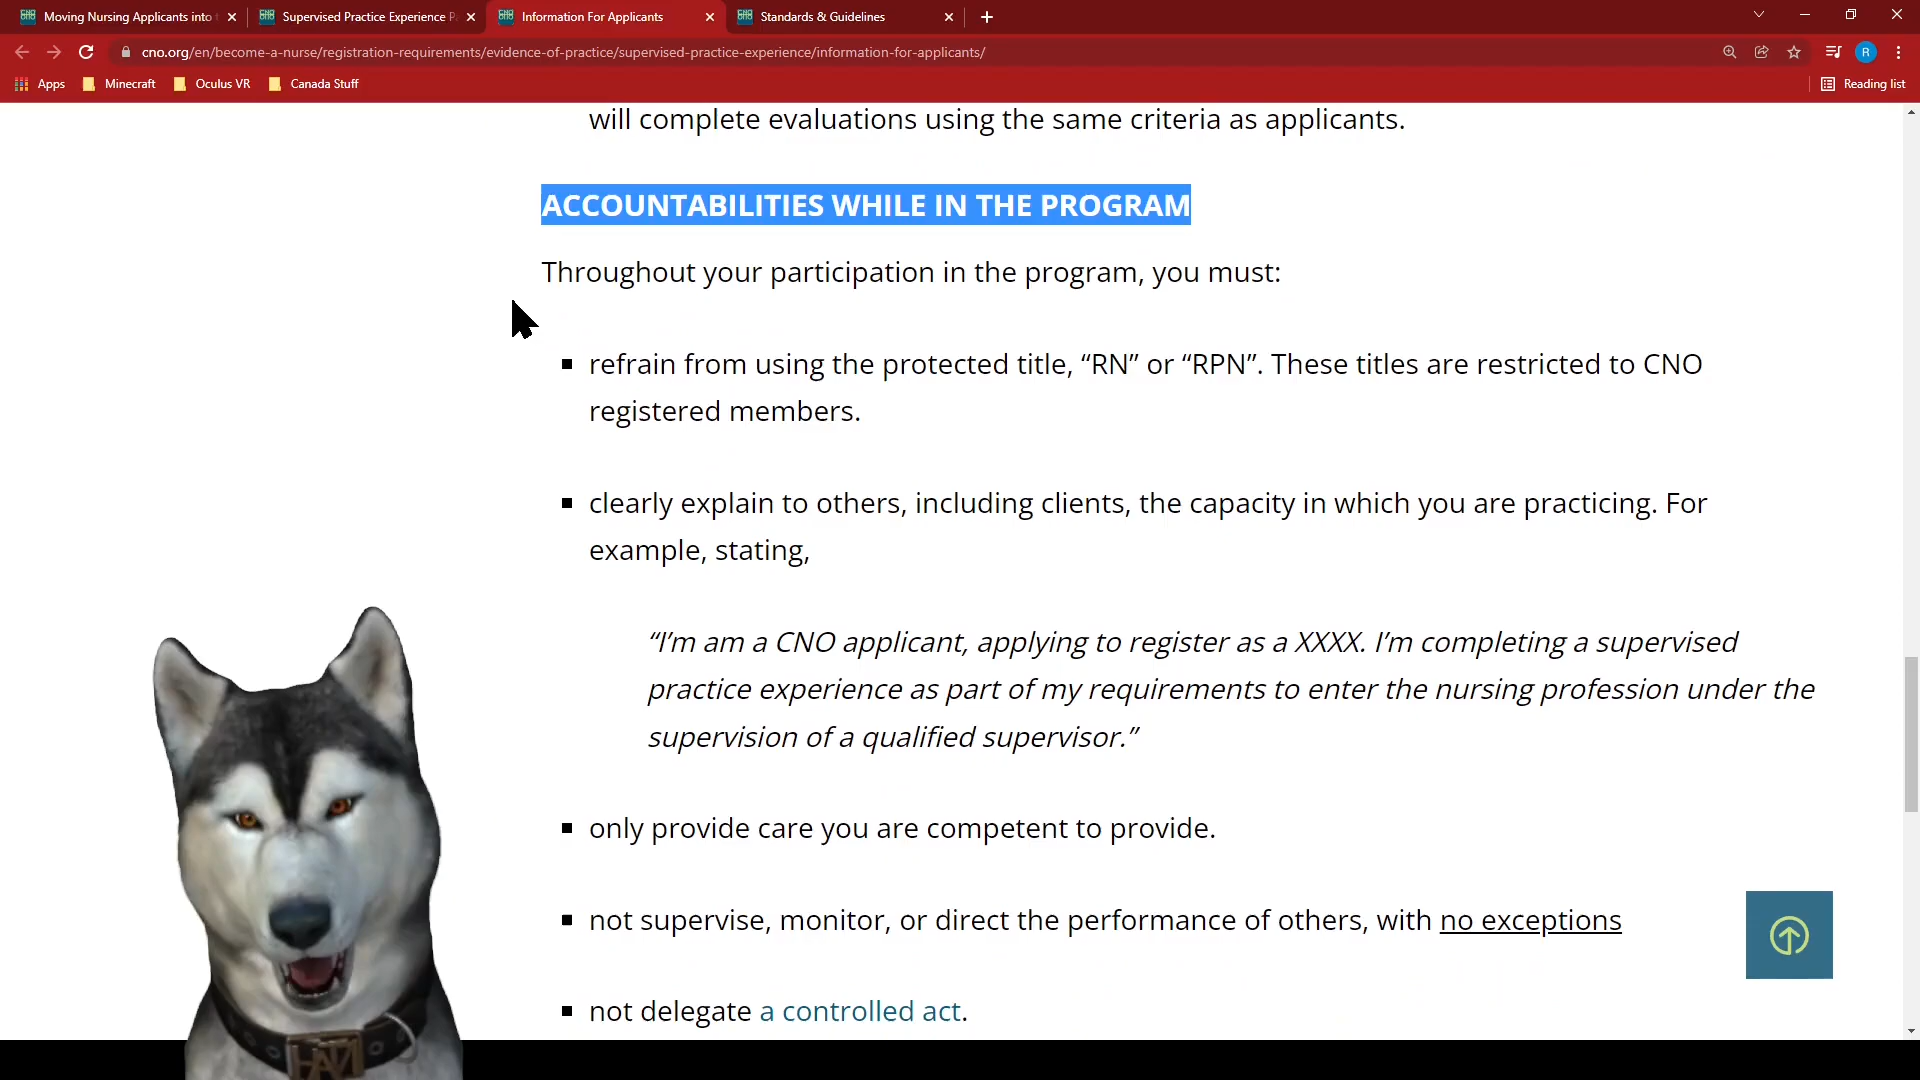 Moving Nursing Applicants into
Supervised Practice Experience P
Information For Applicants
Standards & Guidelines
cno.org/en/become-a-nurse/registration-requirements/evidence-of-practice/supervised-practice-experience/information-for-applicants/
R
Apps
Minecraft
Oculus VR
Canada Stuff
Reading list
will complete evaluations using the same criteria as applicants.
ACCOUNTABILITIES WHILE IN THE PROGRAM
Throughout your participation in the program, you must:
refrain from using the protected title, “RN” or “RPN”. These titles are restricted to CNO
registered members.
clearly explain to others, including clients, the capacity in which you are practicing. For
example, stating,
“I’m am a CNO applicant, applying to register as a XXXX. I’m completing a supervised
practice experience as part of my requirements to enter the nursing profession under the
supervision of a qualified supervisor.”
only provide care you are competent to provide.
not supervise, monitor, or direct the performance of others, with no exceptions
not delegate a controlled act.